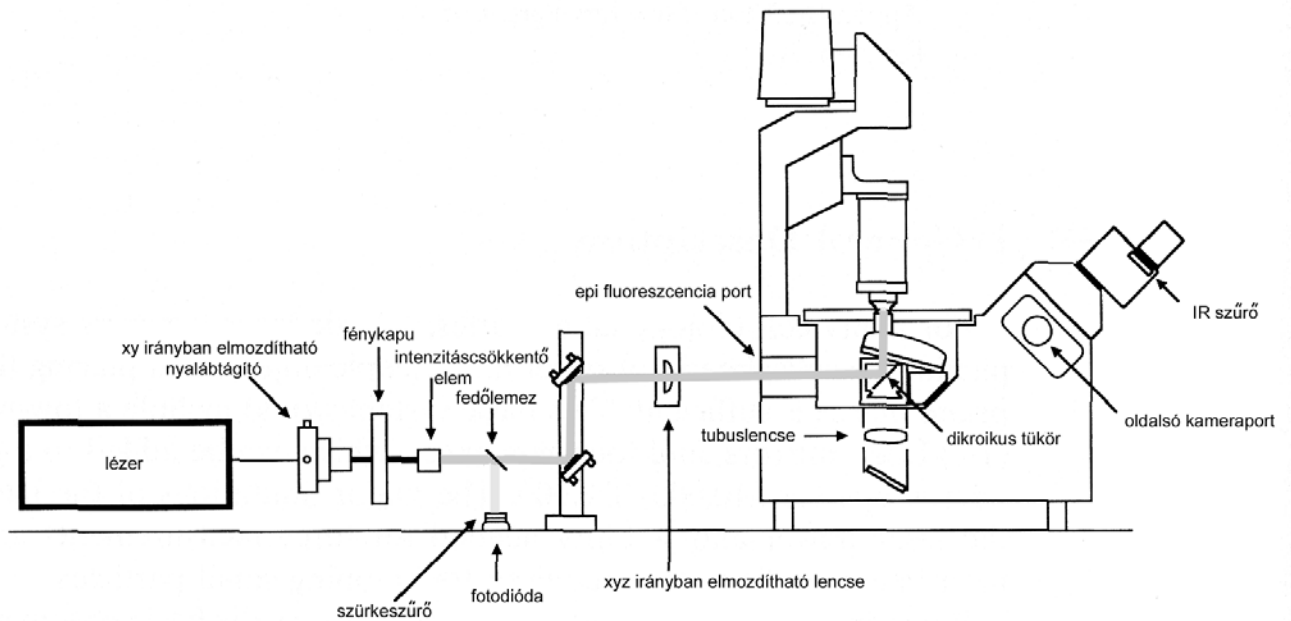 epi fluoreszcencia port
IR szűrő
fénykapu
xy irányban elmozdítható
nyalábtágító
intenzitáscsökkentő
elem
fedőlemez
oldalsó kameraport
tubuslencse
dikroikus tükör
lézer
xyz irányban elmozdítható lencse
fotodióda
szürkeszűrő